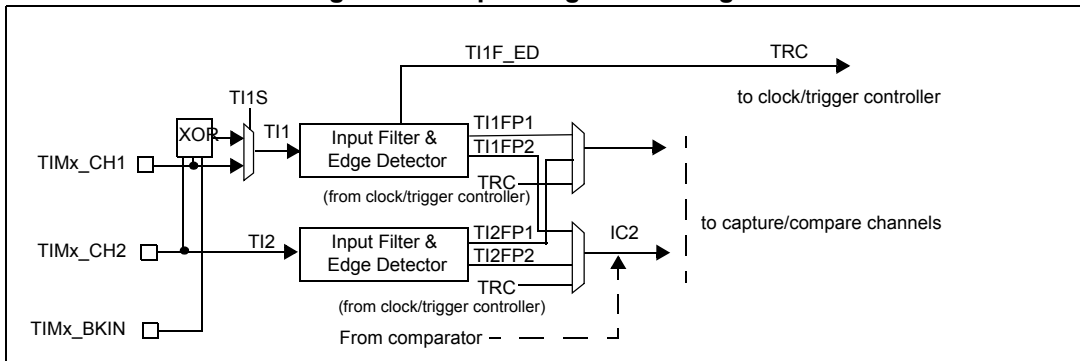 TI1F_ED
TRC
to clock/trigger controller
TI1S
XOR
TI1
Input Filter &
Edge Detector
TI1FP1
TI1FP2
TIMx_CH1
TRC
(from clock/trigger controller)
to capture/compare channels
TIMx_CH2
TI2
Input Filter &
Edge Detector
TI2FP1
TI2FP2
IC2
TRC
(from clock/trigger controller)
TIMx_BKIN
From comparator